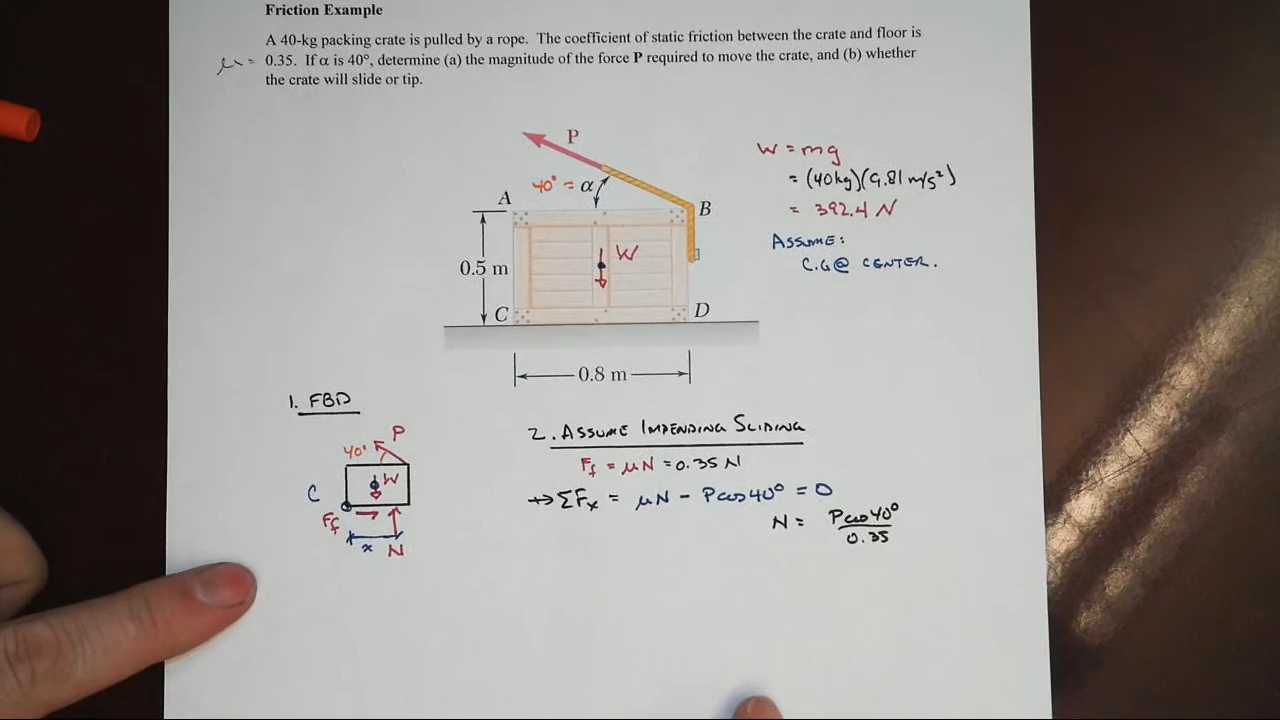 Friction Example
A 40-kg packing crate is pulled by a rope. The coefficient of static friction between the crate and floor is
μ = 0.35. If α is 40°, determine (a) the magnitude of the force P required to move the crate, and (b) whether
the crate will slide or tip.
P
40° = α
A
B
W
0.5 m
C
D
0.8 m
W = mg
= (40kg)(9.81 m/s²)
= 392.4 N
ASSUME:
C.G @ CENTER.
1. FBD
P
40°
W
C
Ff
x
N
2. ASSUME IMPENDING SLIDING
Ff = μN = 0.35 N
→ ΣFx = μN - Pcos40° = 0
N = Pcos40°
0.35